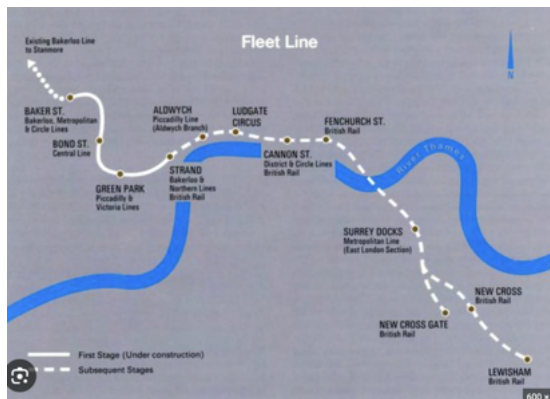 Fleet Line
Existing Bakerloo Line
to Stanmore
N
BAKER ST.
Bakerloo, Metropolitan
& Circle Lines
BOND ST.
Central Line
GREEN PARK
Piccadilly &
Victoria Lines
ALDWYCH
Piccadilly Line
(Aldwych Branch)
STRAND
Bakerloo &
Northern Lines
British Rail
LUDGATE
CIRCUS
CANNON ST.
District & Circle Lines
British Rail
FENCHURCH ST.
British Rail
River Thames
SURREY DOCKS
Metropolitan Line
(East London Section)
NEW CROSS
British Rail
NEW CROSS GATE
British Rail
LEWISHAM
British Rail
First Stage (Under construction)
Subsequent Stages
600 ×